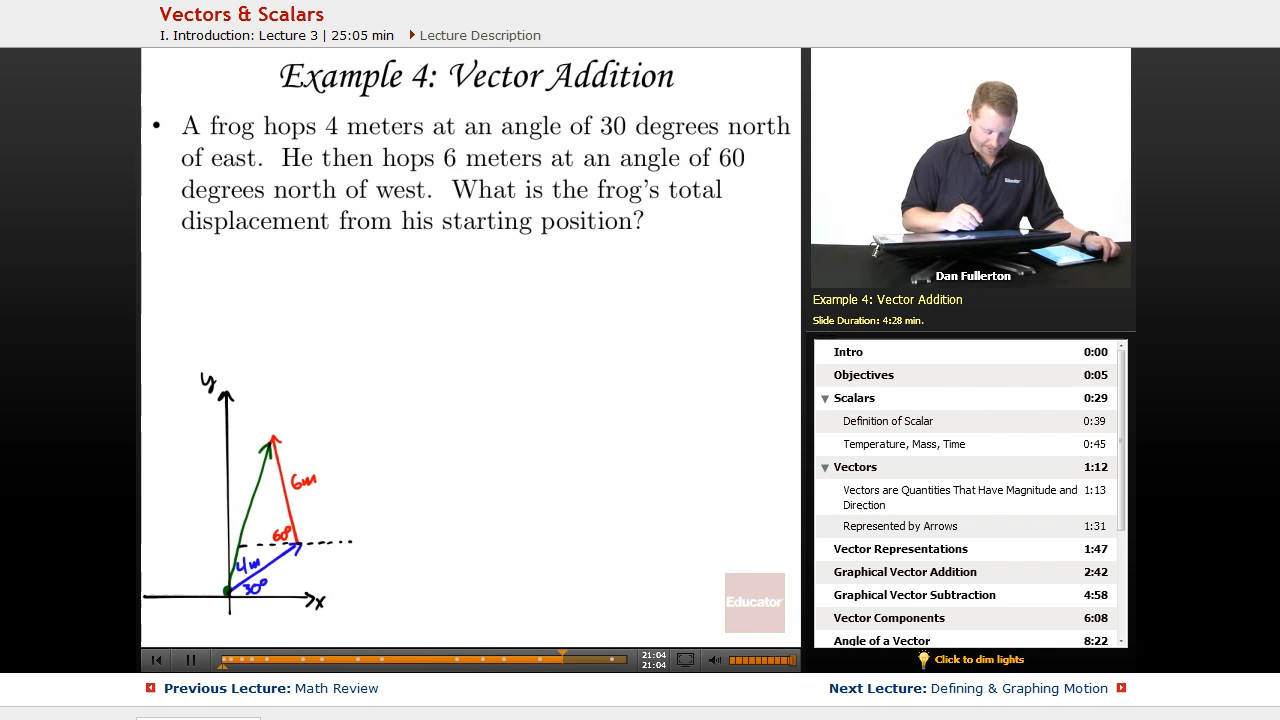 Vectors & Scalars
I. Introduction: Lecture 3 | 25:05 min Lecture Description
Example 4: Vector Addition
• A frog hops 4 meters at an angle of 30 degrees north
of east. He then hops 6 meters at an angle of 60
degrees north of west. What is the frog's total
displacement from his starting position?
y
6m
60°
4m
30°
x
Educator
Educator
Dan Fullerton
Example 4: Vector Addition
Slide Duration: 4:28 min.
Intro 0:00
Objectives 0:05
Scalars 0:29
Definition of Scalar 0:39
Temperature, Mass, Time 0:45
Vectors 1:12
Vectors are Quantities That Have Magnitude and 1:13
Direction
Represented by Arrows 1:31
Vector Representations 1:47
Graphical Vector Addition 2:42
Graphical Vector Subtraction 4:58
Vector Components 6:08
Angle of a Vector 8:22
21:04
21:04
Click to dim lights
Previous Lecture: Math Review
Next Lecture: Defining & Graphing Motion